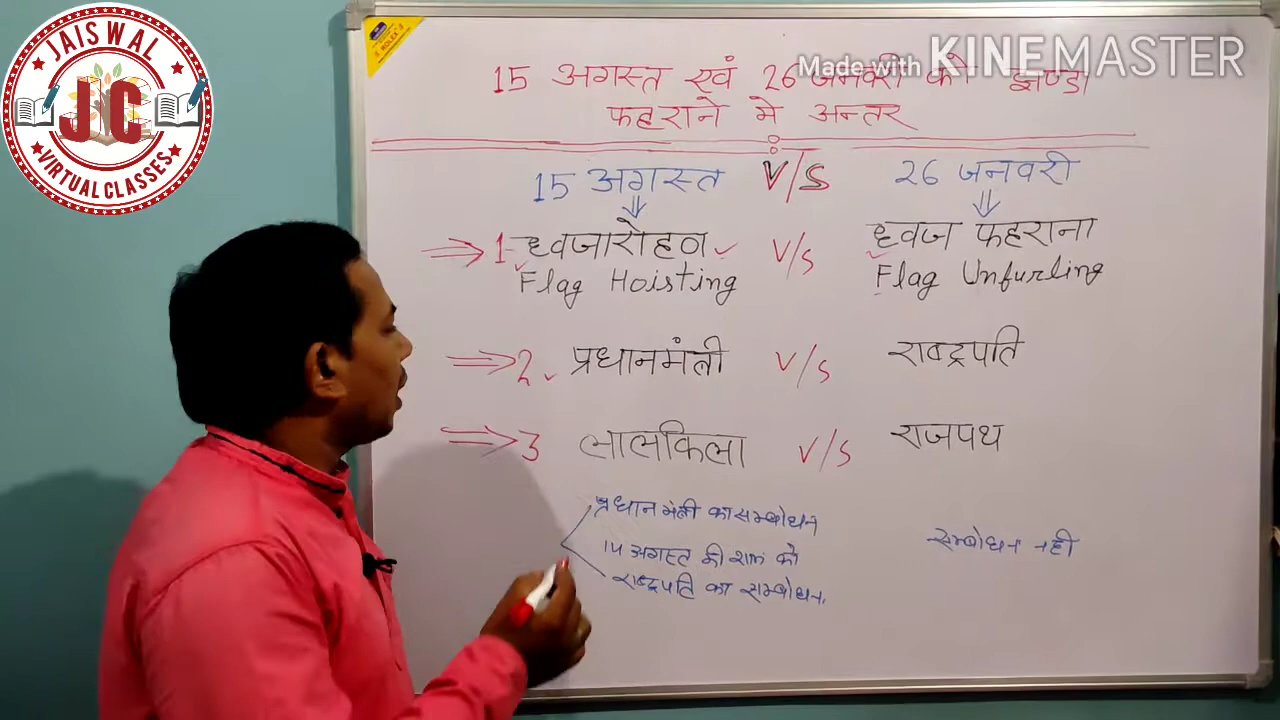 JAISWAL
JC
VIRTUAL CLASSES
ROLEX
Made with KINEMASTER
15 अगस्त एवं 26 जनवरी को झण्डा
फहराने मे अन्तर
15 अगस्त V/S 26 जनवरी
1- ध्वजारोहण V/S ध्वज फहराना
Flag Hoisting Flag Unfurling
2 प्रधानमंत्री V/S राष्ट्रपति
3 लालकिला V/S राजपथ
प्रधानमंत्री का सम्बोधन
14 अगस्त की शाम को
राष्ट्रपति का सम्बोधन.
सम्बोधन नही